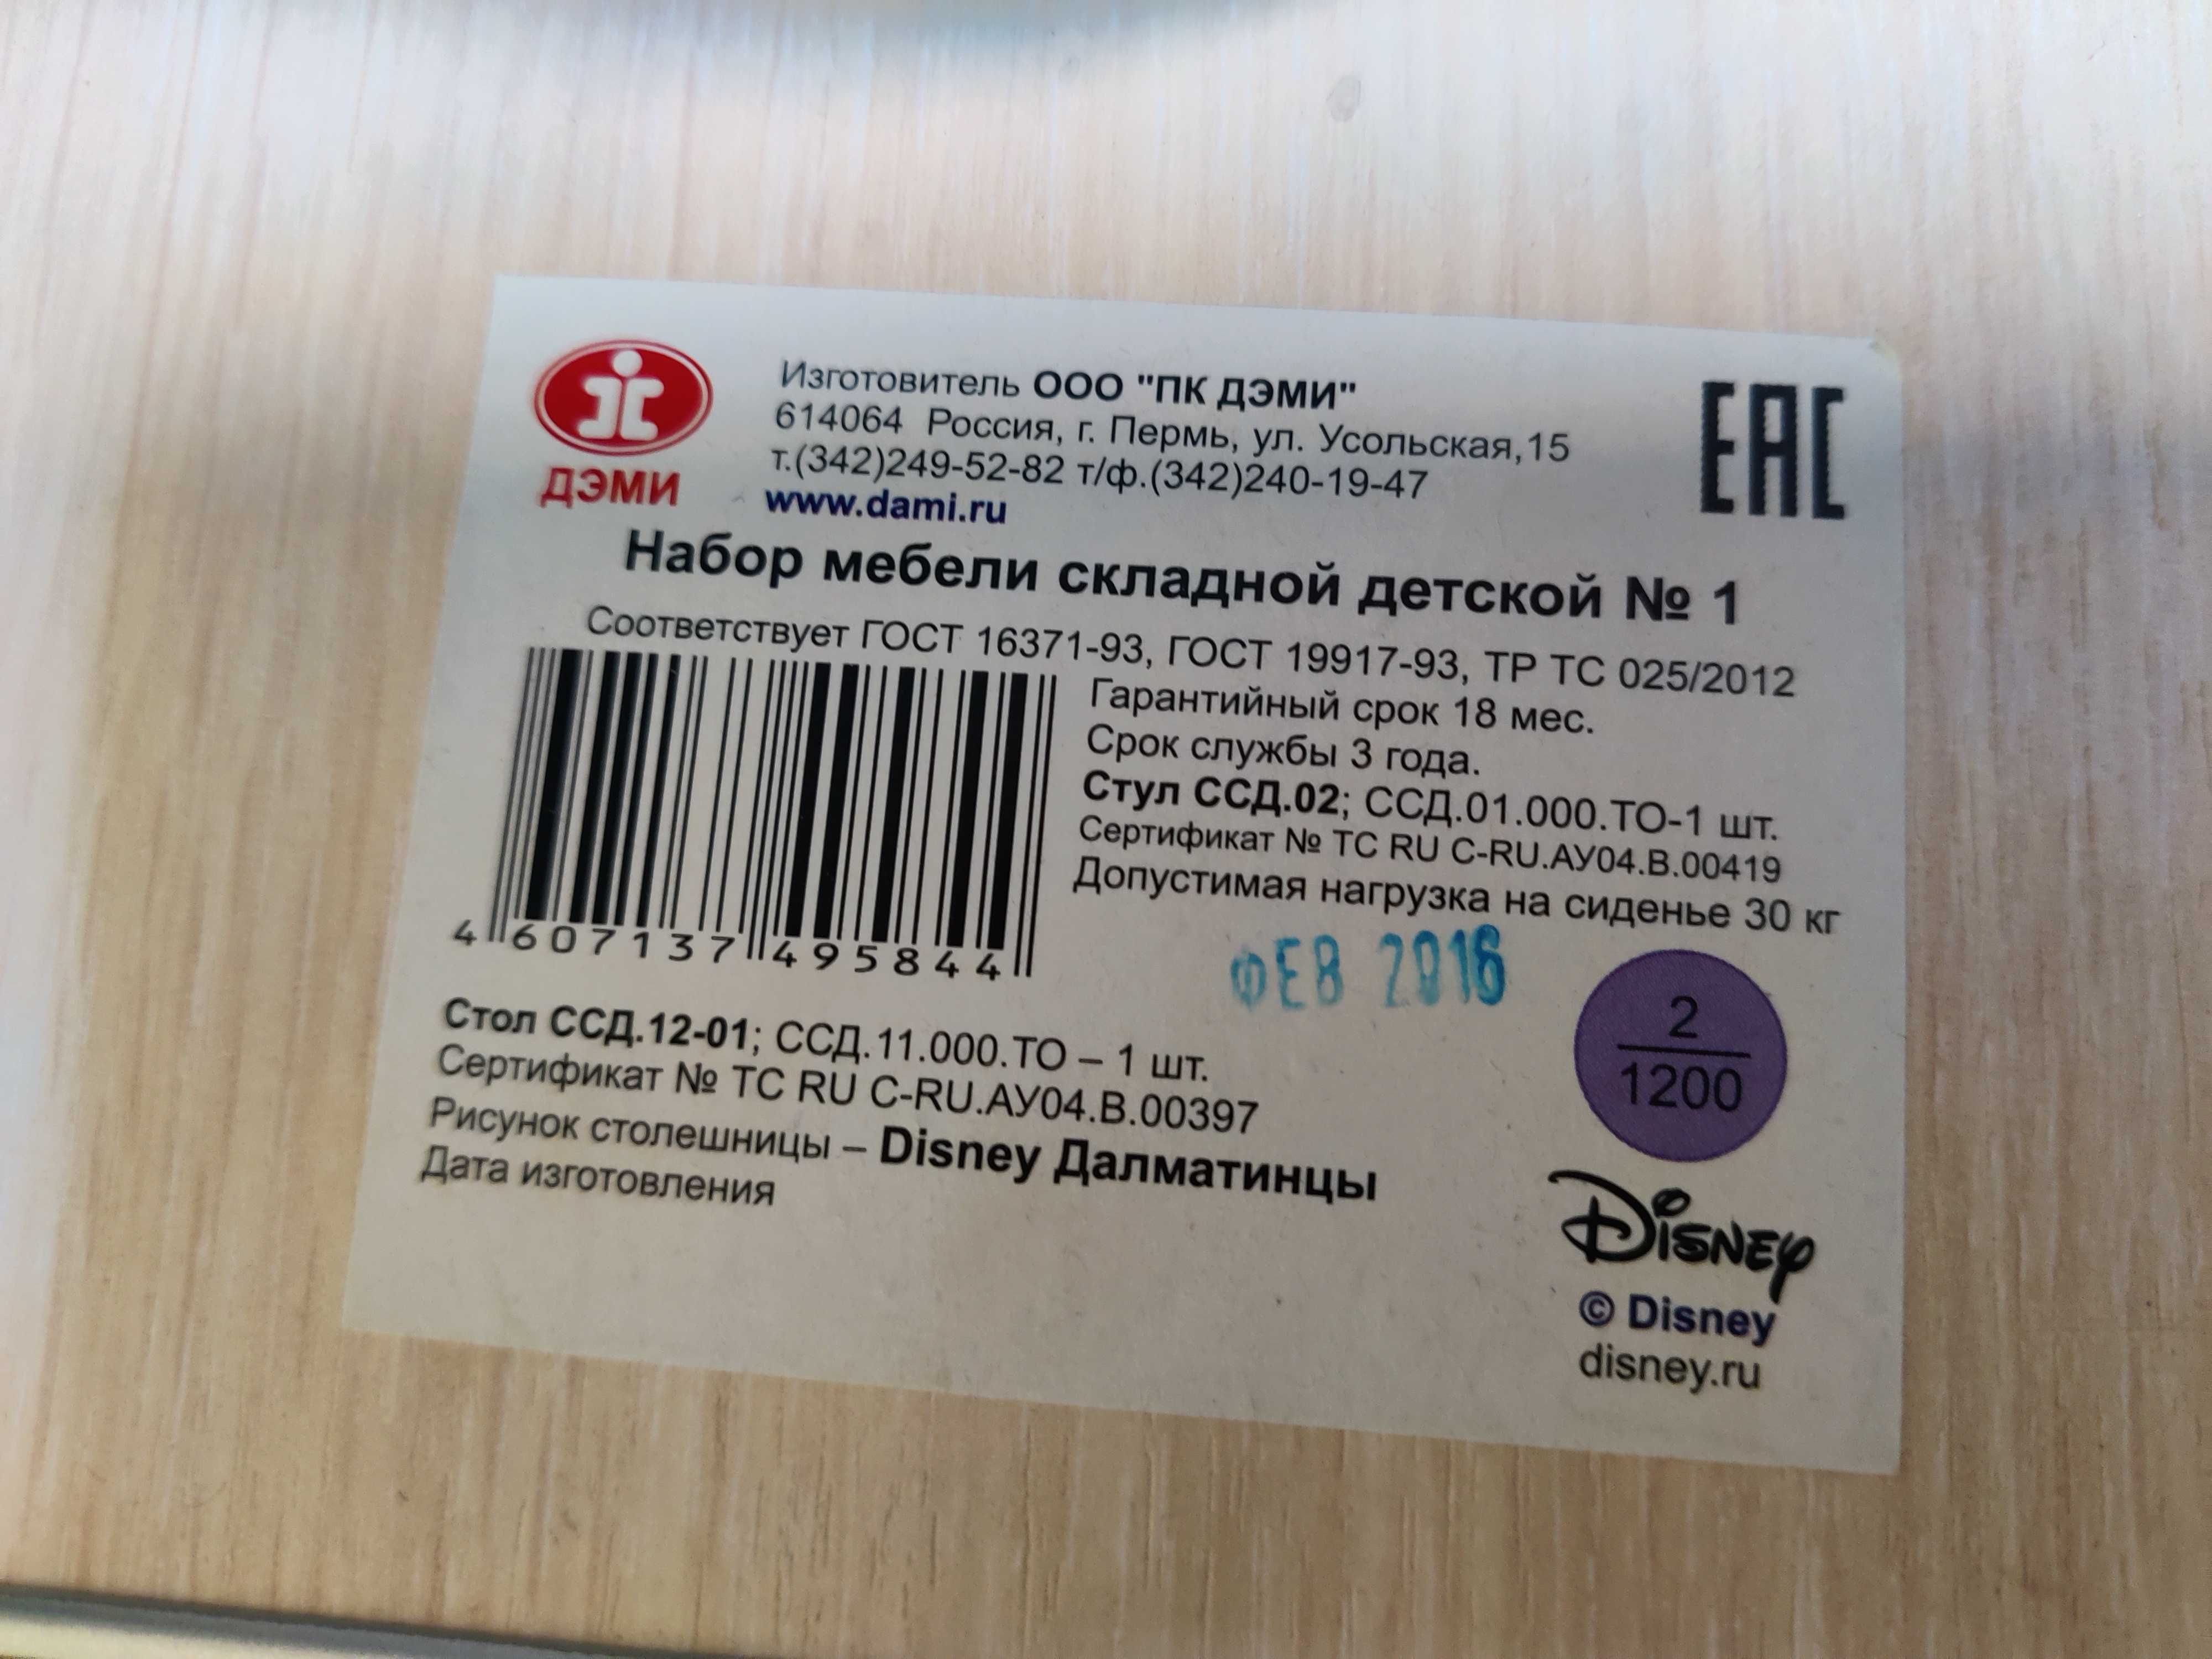 ДЭМИ
Изготовитель ООО "ПК ДЭМИ"
614064 Россия, г. Пермь, ул. Усольская,15
т.(342)249-52-82 т/ф.(342)240-19-47
www.dami.ru
EAC
Набор мебели складной детской № 1
Соответствует ГОСТ 16371-93, ГОСТ 19917-93, ТР ТС 025/2012
Гарантийный срок 18 мес.
Срок службы 3 года.
Стул ССД.02; ССД.01.000.ТО-1 шт.
Сертификат № ТС RU С-RU.АУ04.В.00419
Допустимая нагрузка на сиденье 30 кг
4 607137 495844
ФЕВ 2016
Стол ССД.12-01; ССД.11.000.ТО – 1 шт.
Сертификат № ТС RU С-RU.АУ04.В.00397
Рисунок столешницы – Disney Далматинцы
Дата изготовления
2
1200
Disney
© Disney
disney.ru